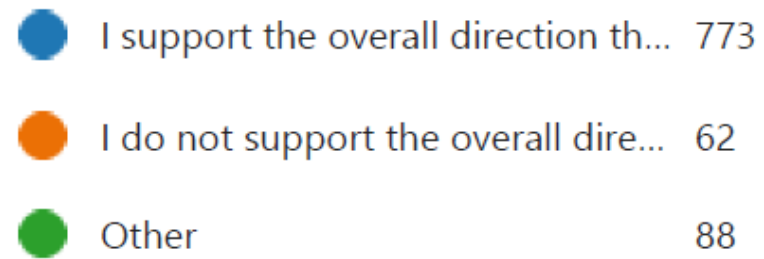 I support the overall direction th... 773
I do not support the overall dire... 62
Other 88